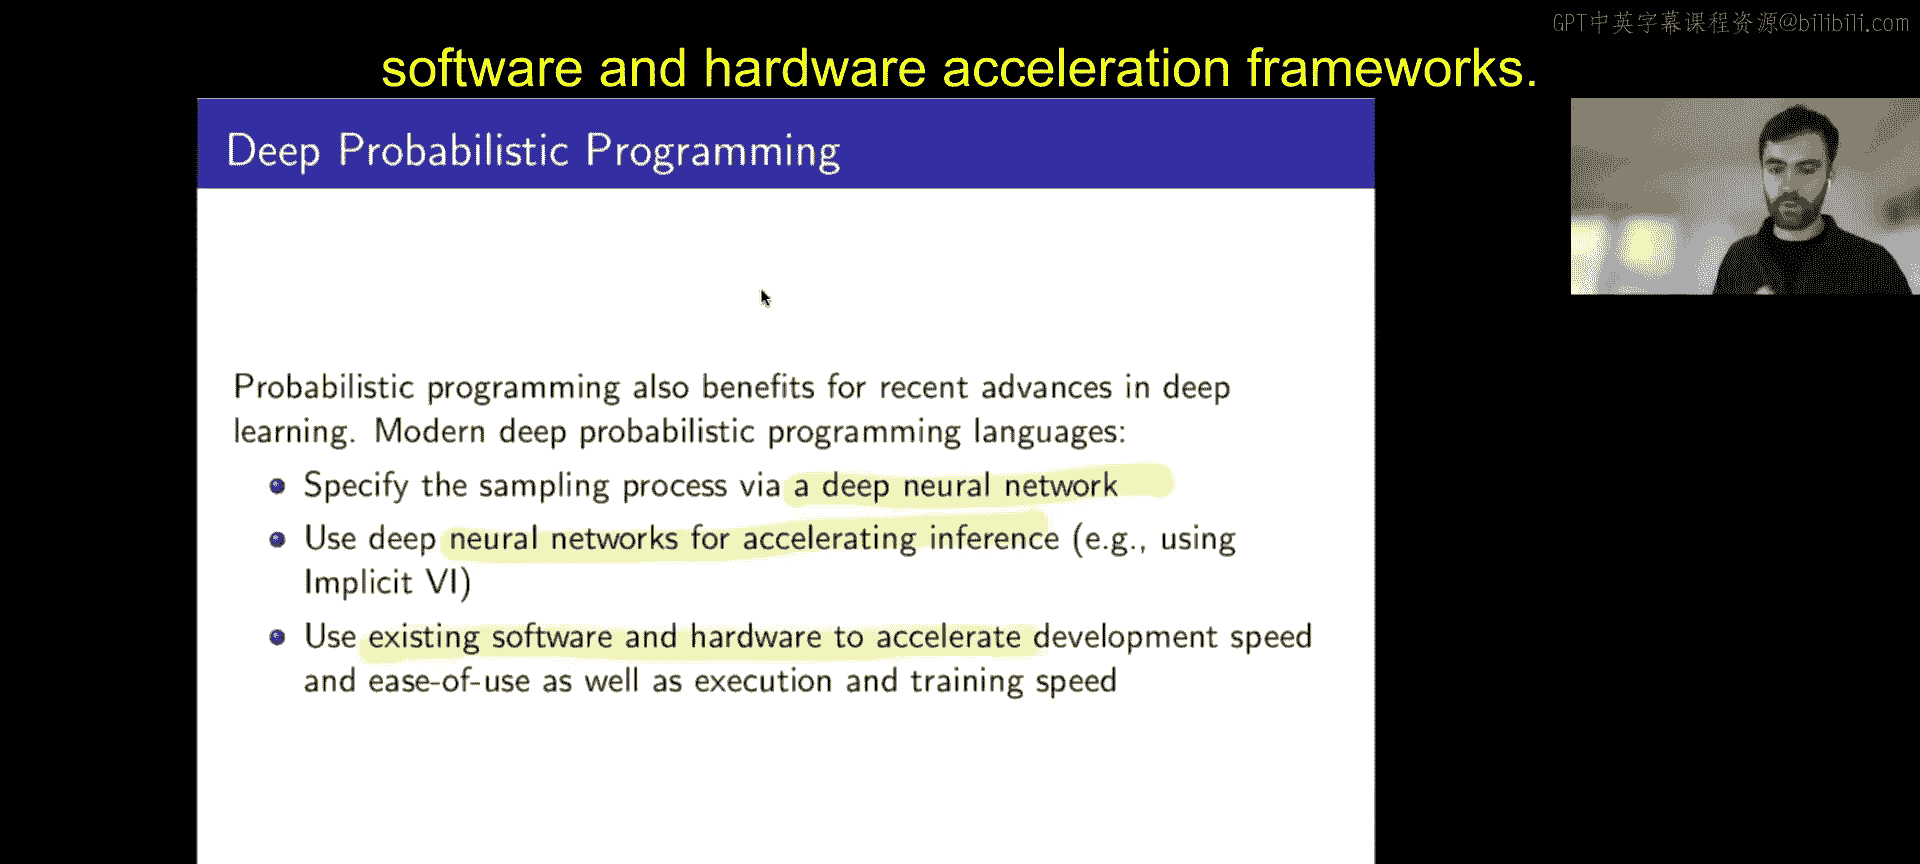 GPT中英字幕课程资源@bilibili.com
software and hardware acceleration frameworks.
Deep Probabilistic Programming
Probabilistic programming also benefits for recent advances in deep
learning. Modern deep probabilistic programming languages:
Specify the sampling process via a deep neural network
Use deep neural networks for accelerating inference (e.g., using
Implicit VI)
Use existing software and hardware to accelerate development speed
and ease-of-use as well as execution and training speed